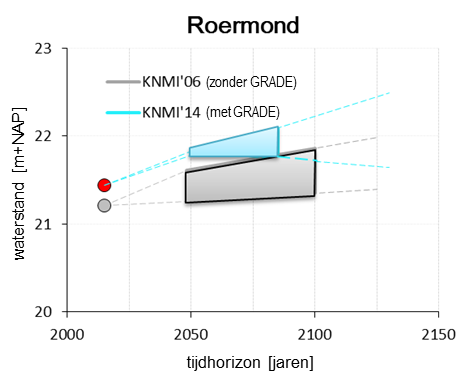 Roermond
23
KNMI'06 (zonder GRADE)
KNMI'14 (met GRADE)
22
waterstand [m+NAP]
21
20
2000 2050 2100 2150
tijdhorizon [jaren]